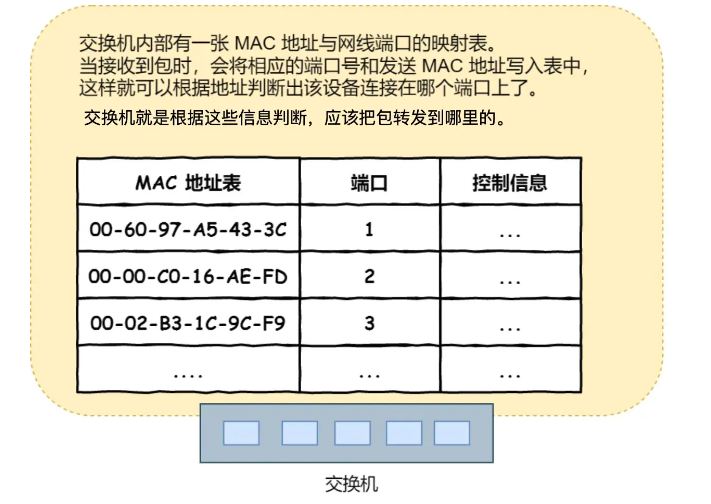 交换机内部有一张 MAC 地址与网线端口的映射表。
当接收到包时，会将相应的端口号和发送 MAC 地址写入表中，
这样就可以根据地址判断出该设备连接在哪个端口上了。
交换机就是根据这些信息判断，应该把包转发到哪里的。
MAC 地址表 端口 控制信息
00-60-97-A5-43-3C 1 ...
00-00-C0-16-AE-FD 2 ...
00-02-B3-1C-9C-F9 3 ...
.... ... ...
交换机